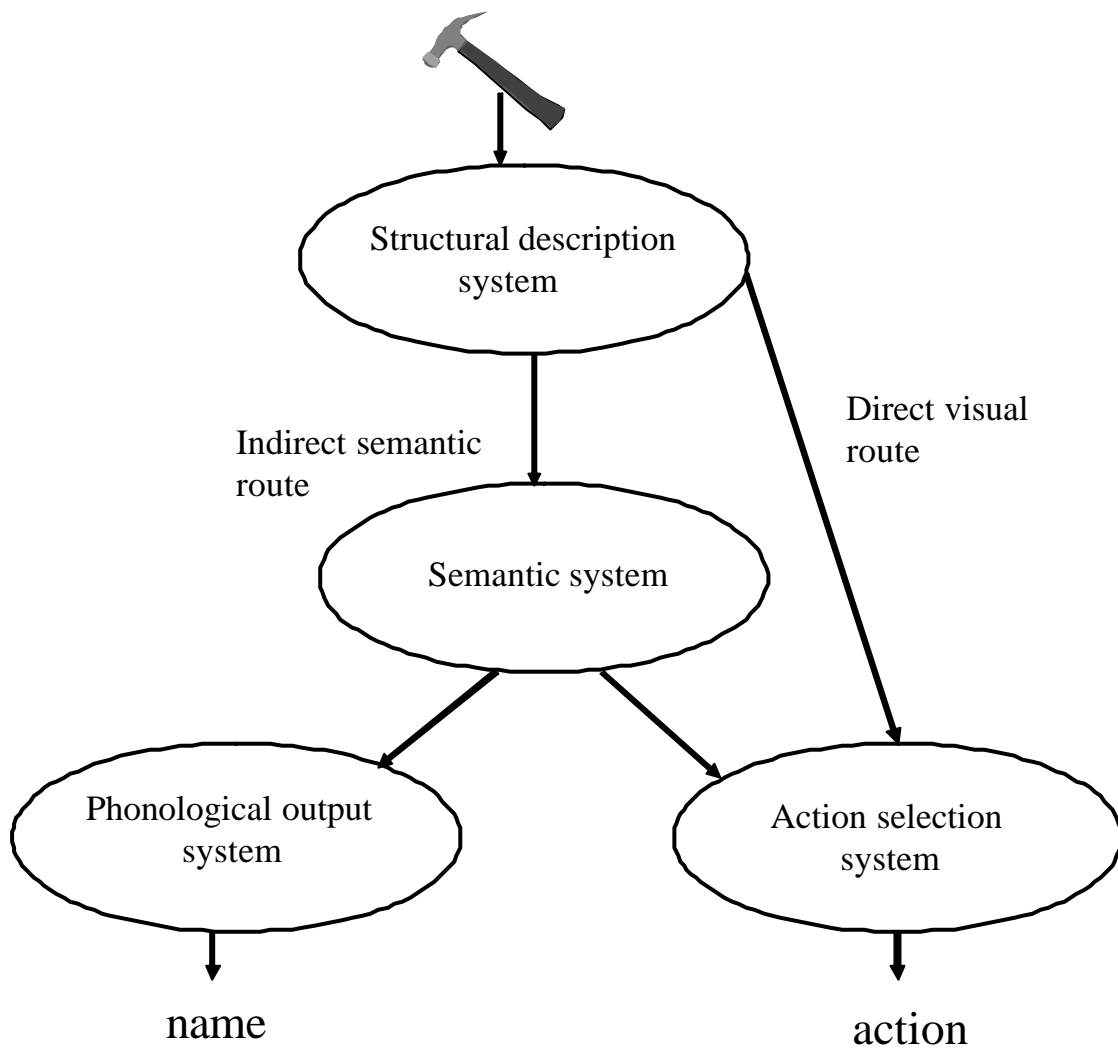 Structural description
system
Direct visual
route
Indirect semantic
route
Semantic system
Phonological output
system
Action selection
system
name
action